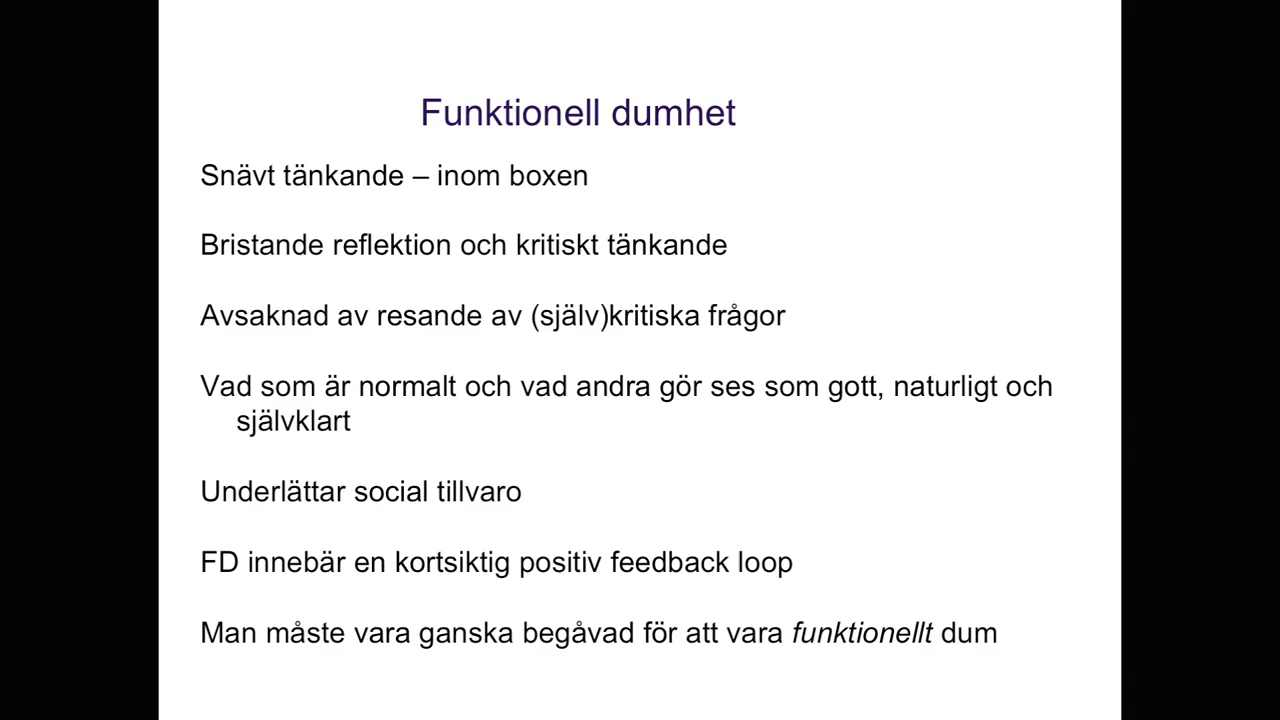 Funktionell dumhet
Snävt tänkande – inom boxen
Bristande reflektion och kritiskt tänkande
Avsaknad av resande av (själv)kritiska frågor
Vad som är normalt och vad andra gör ses som gott, naturligt och
självklart
Underlättar social tillvaro
FD innebär en kortsiktig positiv feedback loop
Man måste vara ganska begåvad för att vara funktionellt dum